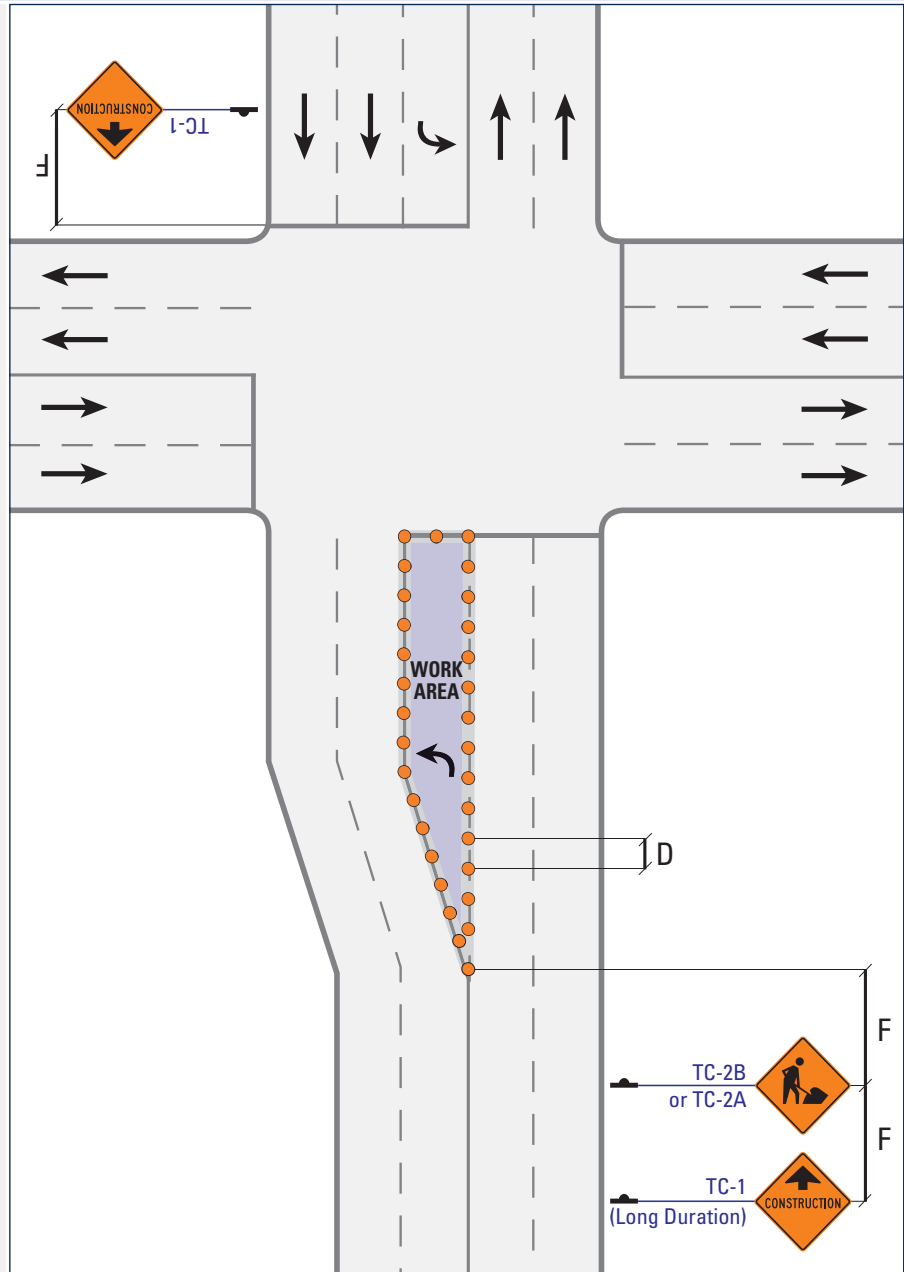 CONSTRUCTION
TC-1
F
WORK
AREA
D
F
TC-2B
or TC-2A
F
TC-1
(Long Duration)
CONSTRUCTION